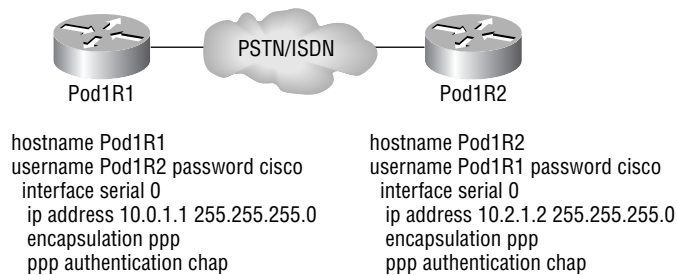 PSTN/ISDN
Pod1R1
Pod1R2
hostname Pod1R1
username Pod1R2 password cisco
interface serial 0
ip address 10.0.1.1 255.255.255.0
encapsulation ppp
ppp authentication chap
hostname Pod1R2
username Pod1R1 password cisco
interface serial 0
ip address 10.2.1.2 255.255.255.0
encapsulation ppp
ppp authentication chap